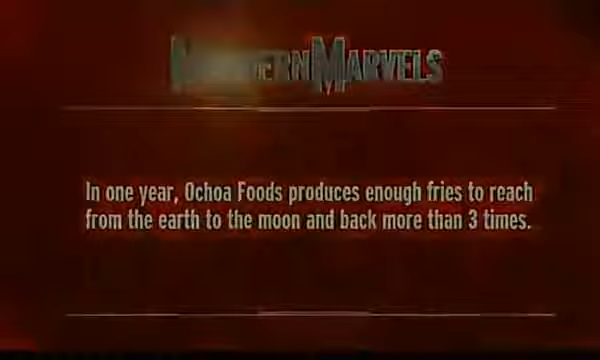 Modern Marvels
In one year, Ochoa Foods produces enough fries to reach
from the earth to the moon and back more than 3 times.